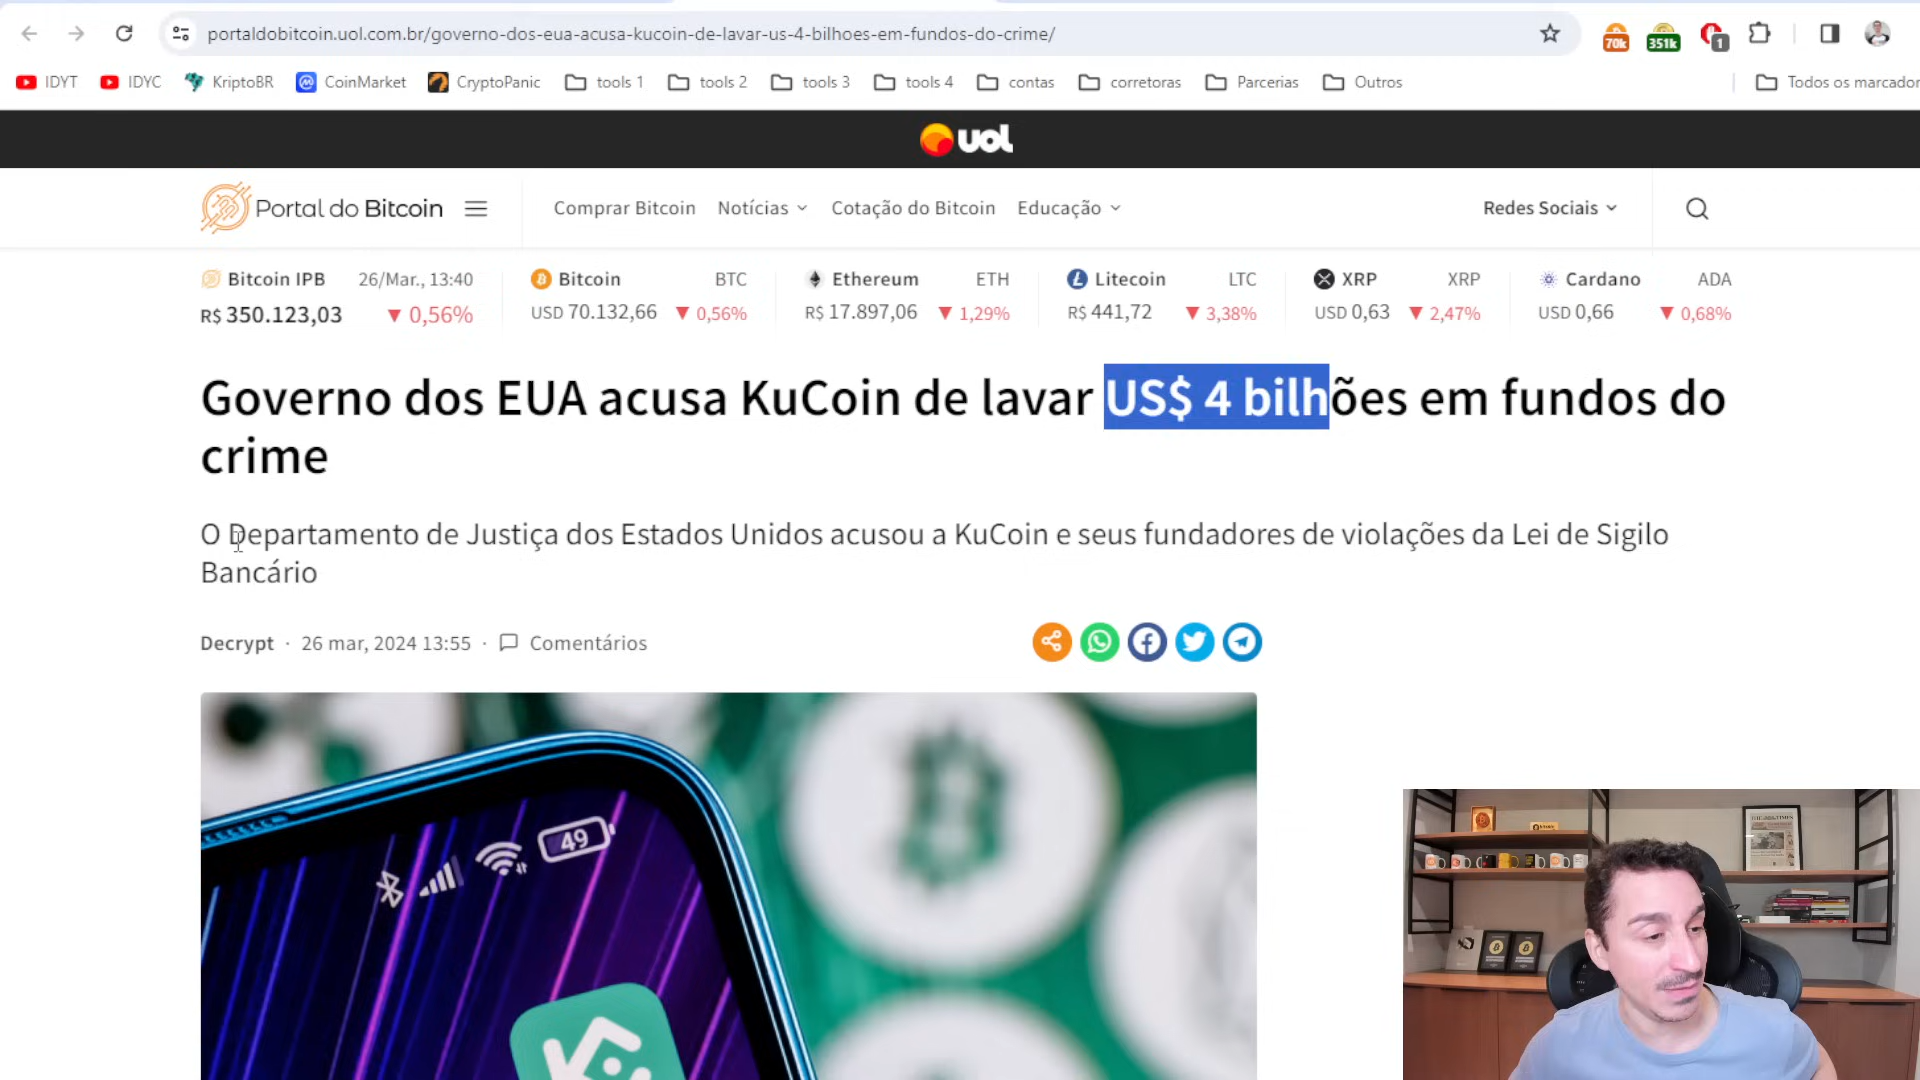 portaldobitcoin.uol.com.br/governo-dos-eua-acusa-kucoin-de-lavar-us-4-bilhoes-em-fundos-do-crime/
70k
351k
1
IDYT
IDYC
KriptoBR
CoinMarket
CryptoPanic
tools 1
tools 2
tools 3
tools 4
contas
corretoras
Parcerias
Outros
Todos os marcador
uol
Portal do Bitcoin
Comprar Bitcoin
Notícias
Cotação do Bitcoin
Educação
Redes Sociais
Bitcoin IPB 26/Mar., 13:40
R$ 350.123,03 ▼ 0,56%
Bitcoin BTC
USD 70.132,66 ▼ 0,56%
Ethereum ETH
R$ 17.897,06 ▼ 1,29%
Litecoin LTC
R$ 441,72 ▼ 3,38%
XRP XRP
USD 0,63 ▼ 2,47%
Cardano ADA
USD 0,66 ▼ 0,68%
Governo dos EUA acusa KuCoin de lavar US$ 4 bilhões em fundos do
crime
O Departamento de Justiça dos Estados Unidos acusou a KuCoin e seus fundadores de violações da Lei de Sigilo
Bancário
Decrypt · 26 mar, 2024 13:55 · Comentários
49